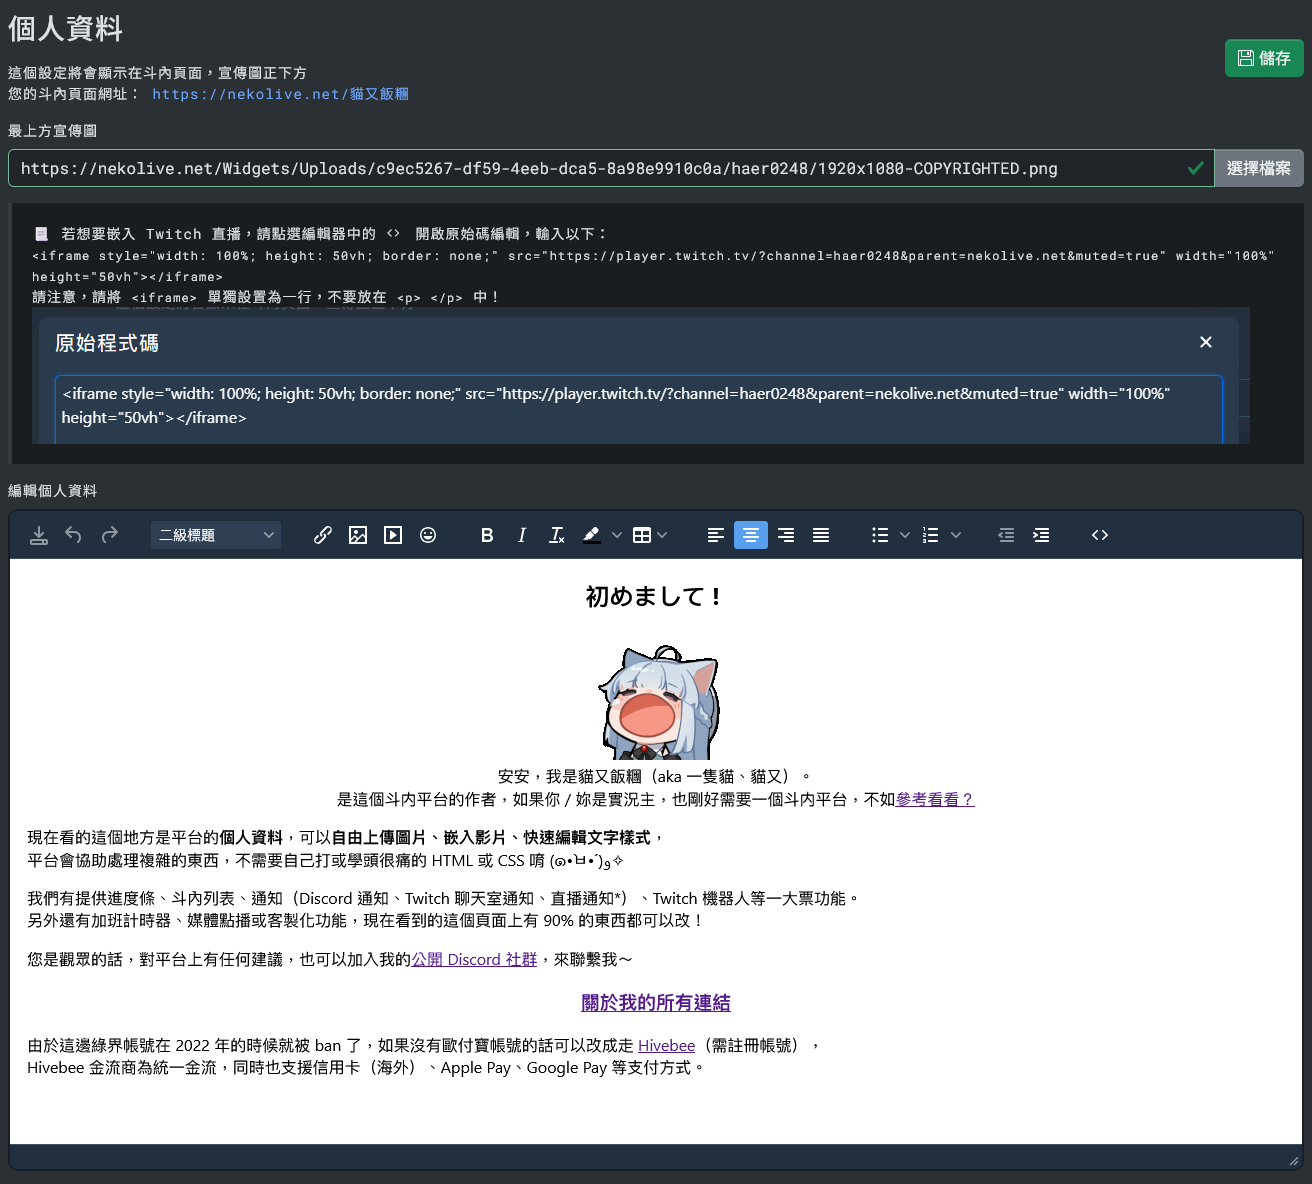 個人資料
儲存
這個設定將會顯示在斗內頁面，宣傳圖正下方
您的斗內頁面網址： https://nekolive.net/貓又飯糰
最上方宣傳圖
https://nekolive.net/Widgets/Uploads/c9ec5267-df59-4eeb-dca5-8a98e9910c0a/haer0248/1920x1080-COPYRIGHTED.png
選擇檔案
若想要嵌入 Twitch 直播，請點選編輯器中的 <> 開啟原始碼編輯，輸入以下：
<iframe style="width: 100%; height: 50vh; border: none;" src="https://player.twitch.tv/?channel=haer0248&parent=nekolive.net&muted=true" width="100%"
height="50vh"></iframe>
請注意，請將 <iframe> 單獨設置為一行，不要放在 <p> </p> 中！
原始程式碼
<iframe style="width: 100%; height: 50vh; border: none;" src="https://player.twitch.tv/?channel=haer0248&parent=nekolive.net&muted=true" width="100%"
height="50vh"></iframe>
編輯個人資料
二級標題
初めまして！
安安，我是貓又飯糰（aka 一隻貓、貓又）。
是這個斗內平台的作者，如果你 / 妳是實況主，也剛好需要一個斗內平台，不如參考看看？
現在看的這個地方是平台的個人資料，可以自由上傳圖片、嵌入影片、快速編輯文字樣式，
平台會協助處理複雜的東西，不需要自己打或學頭很痛的 HTML 或 CSS 唷 (๑•̀ㅂ•́)و✧
我們有提供進度條、斗內列表、通知（Discord 通知、Twitch 聊天室通知、直播通知*）、Twitch 機器人等一大票功能。
另外還有加班計時器、媒體點播或客製化功能，現在看到的這個頁面上有 90% 的東西都可以改！
您是觀眾的話，對平台上有任何建議，也可以加入我的公開 Discord 社群，來聯繫我～
關於我的所有連結
由於這邊綠界帳號在 2022 年的時候就被 ban 了，如果沒有歐付寶帳號的話可以改成走 Hivebee（需註冊帳號），
Hivebee 金流商為統一金流，同時也支援信用卡（海外）、Apple Pay、Google Pay 等支付方式。